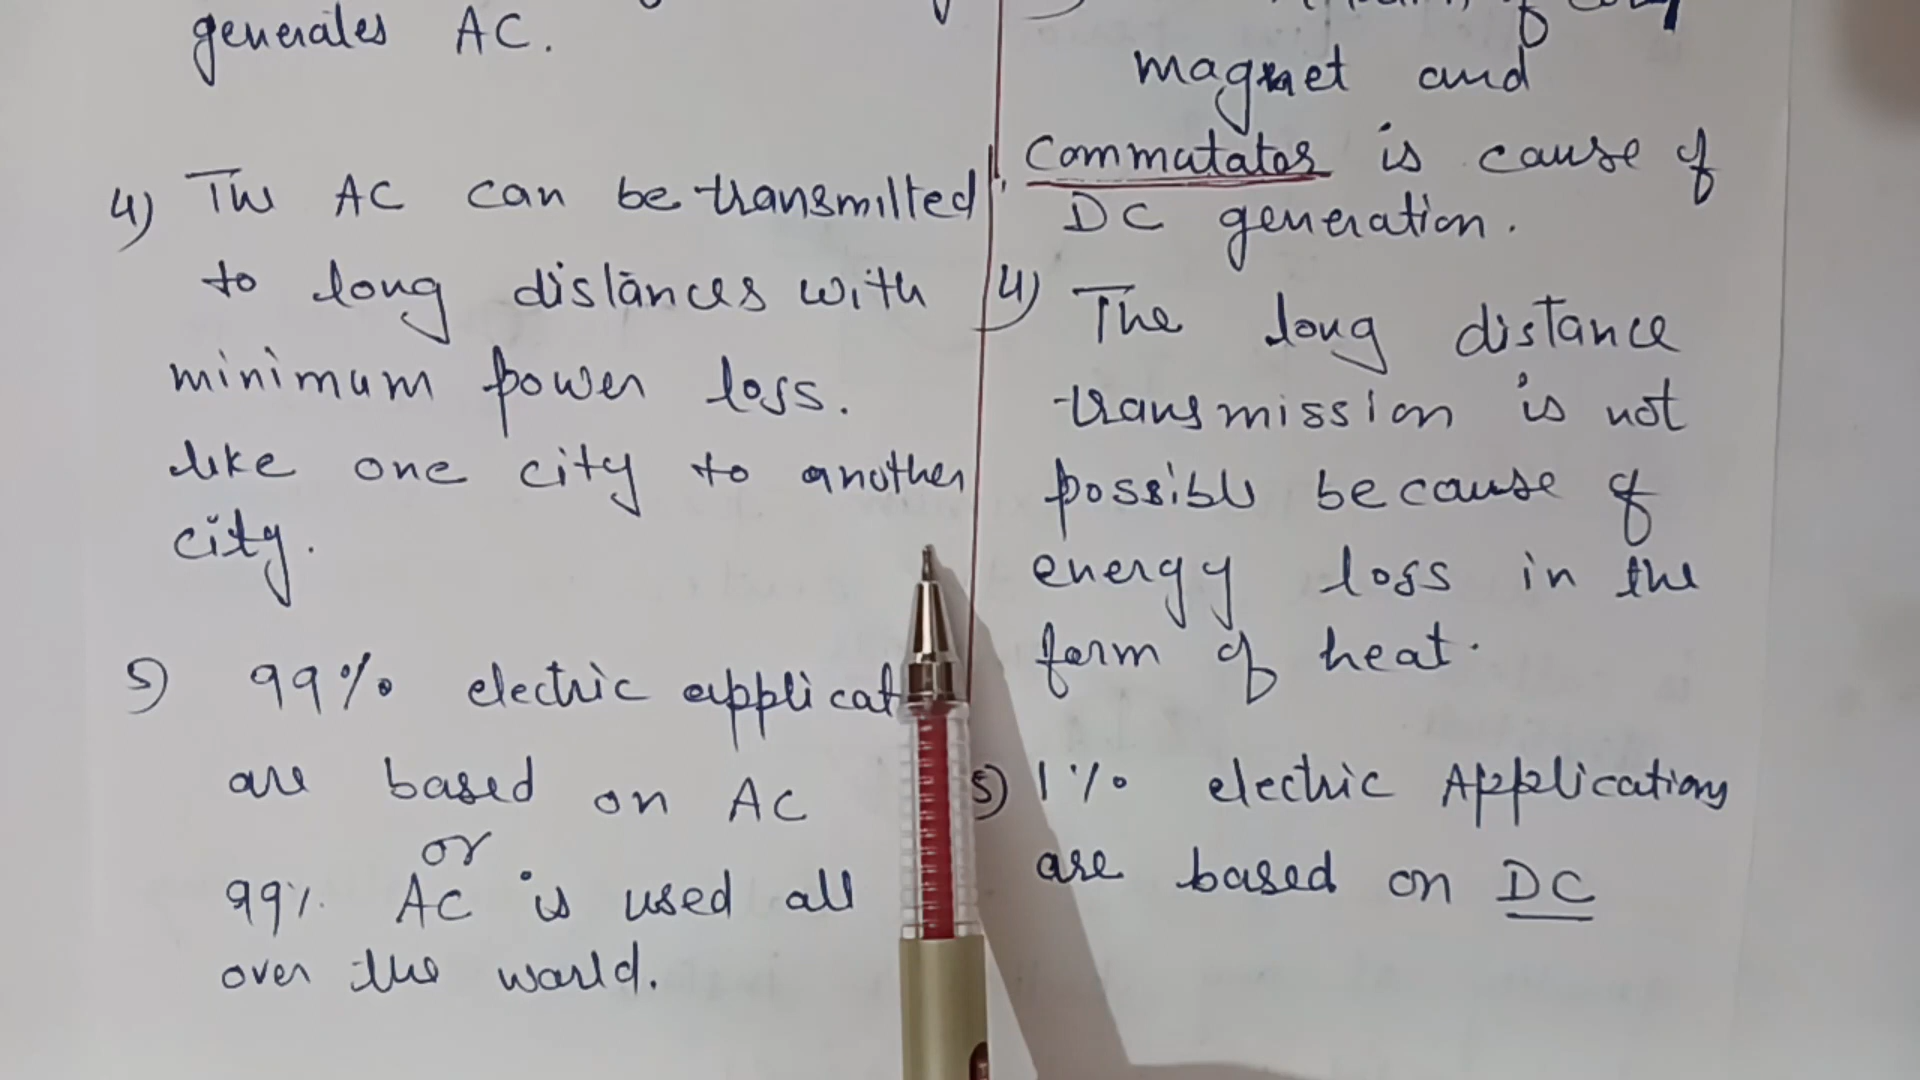 generates AC.
4) The AC can be transmitted
to long distances with
minimum power loss.
like one city to another
city.
5) 99% electric applicat
are based on AC
or
99% AC is used all
over the world.
magnet and
Commutator is cause of
DC generation.
4) The long distance
transmission is not
possible because of
energy loss in the
form of heat.
5) 1% electric Applications
are based on DC